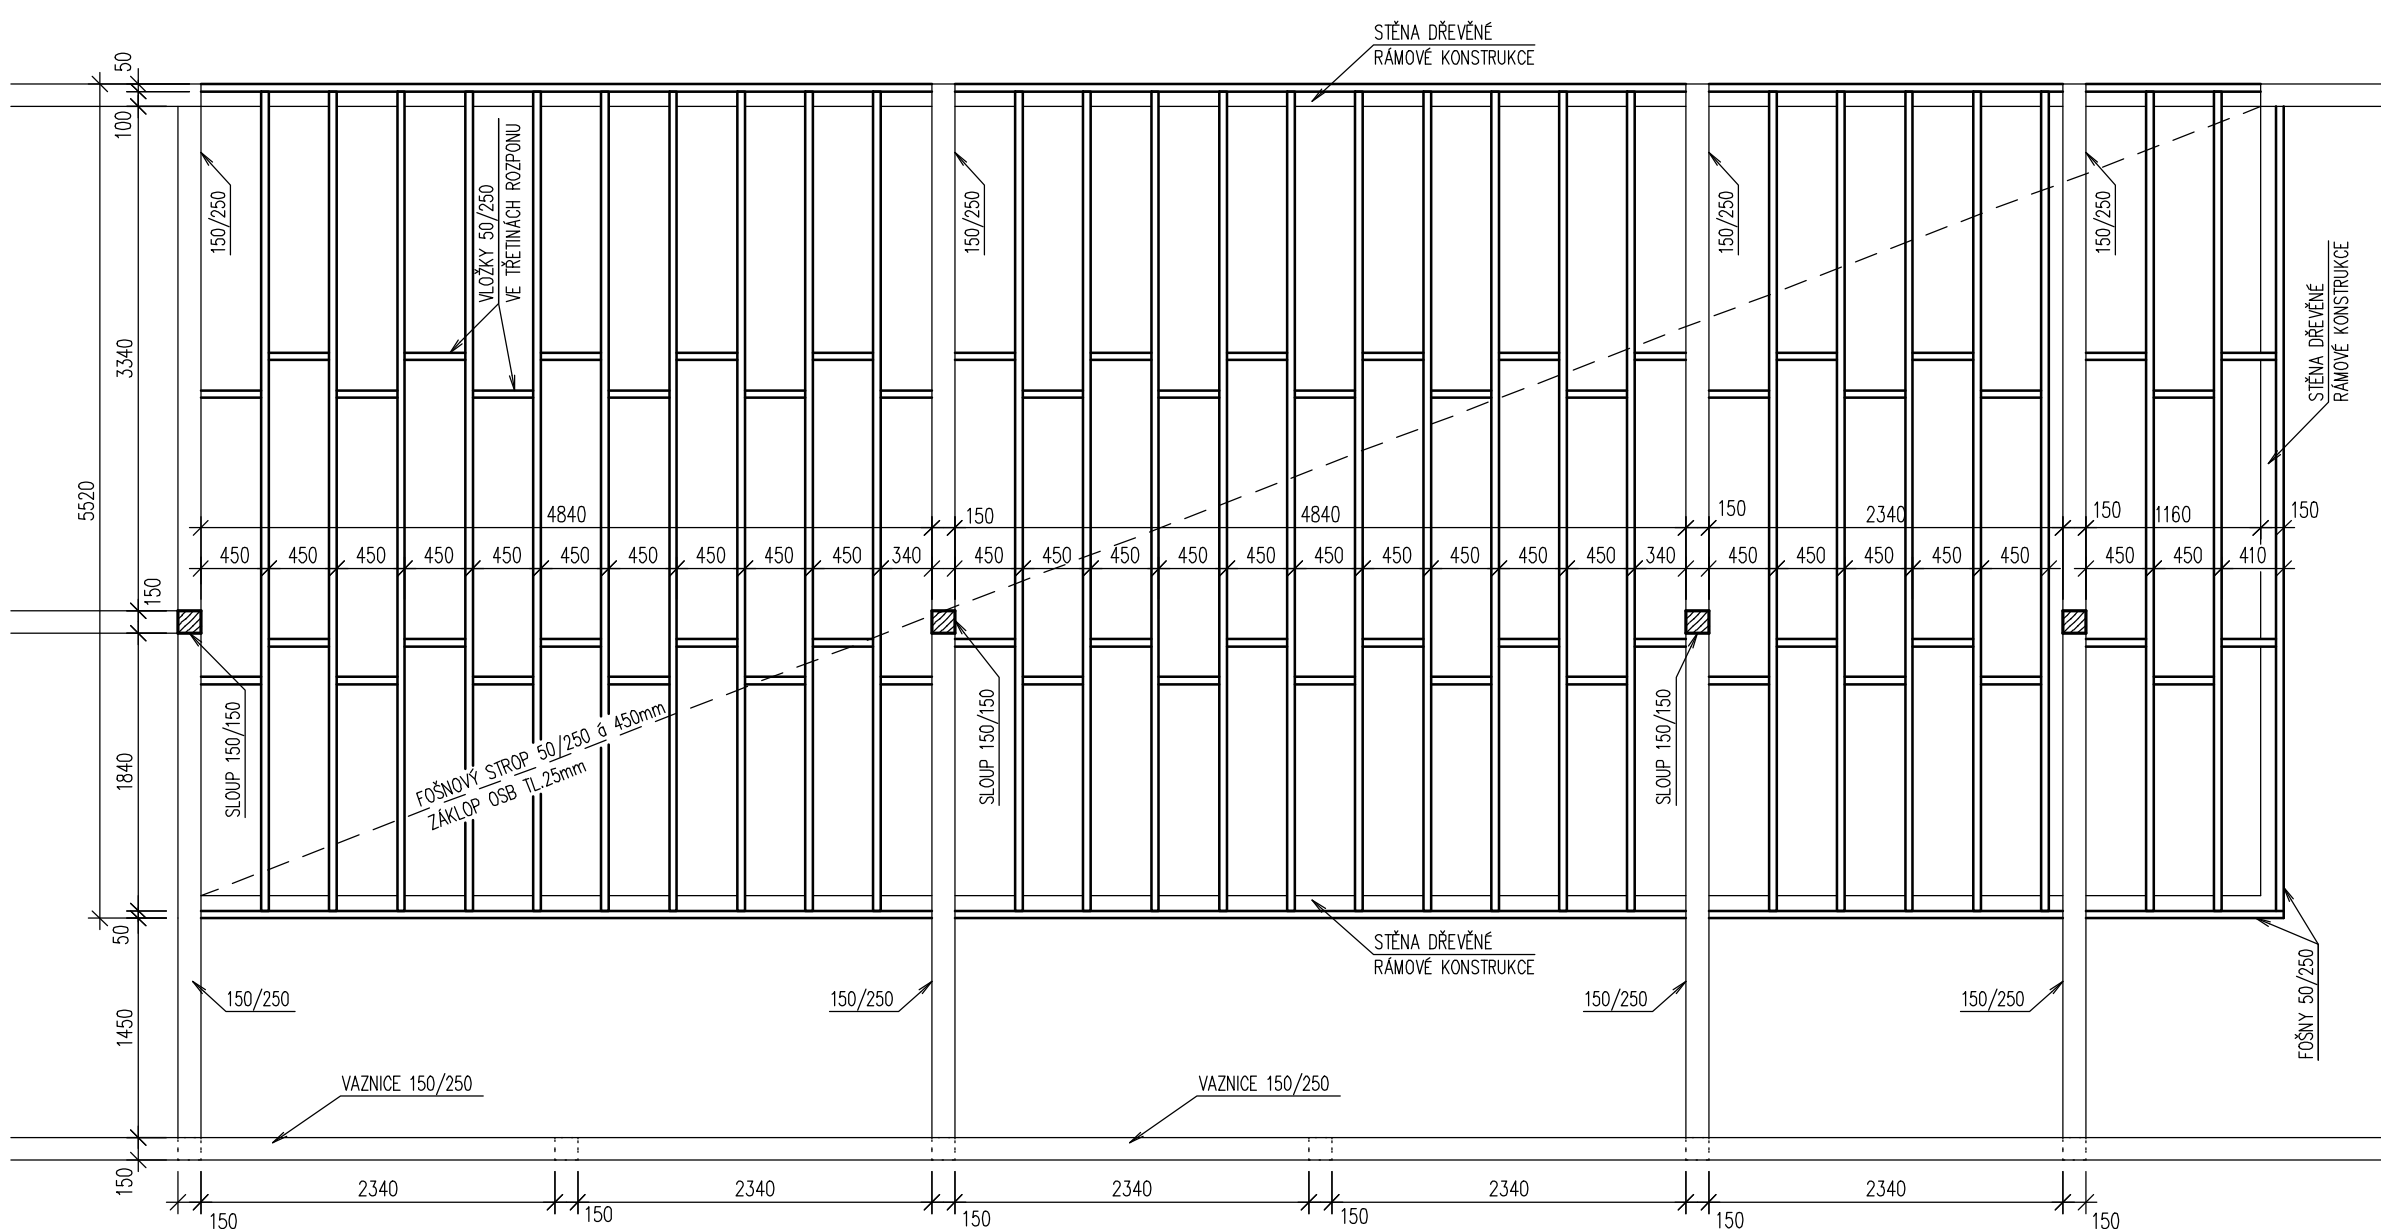 STĚNA DŘEVĚNÉ
RÁMOVÉ KONSTRUKCE
50
100
3340
5520
150
1840
50
1450
150
150/250
VLOŽKY 50/250
VE TŘETINÁCH ROZPONU
150/250
150/250
150/250
STĚNA DŘEVĚNÉ
RÁMOVÉ KONSTRUKCE
4840 150 4840 150 2340 150 1160 150
450 450 450 450 450 450 450 450 450 450 340 450 450 450 450 450 450 450 450 450 450 340 450 450 450 450 450 450 450 410
SLOUP 150/150
SLOUP 150/150
SLOUP 150/150
FOŠNOVÝ STROP 50/250 á 450mm
ZÁKLOP OSB TL.25mm
STĚNA DŘEVĚNÉ
RÁMOVÉ KONSTRUKCE
150/250
150/250
150/250
150/250
FOŠNY 50/250
VAZNICE 150/250
VAZNICE 150/250
2340 2340 2340 2340 2340
150 150 150 150 150 150